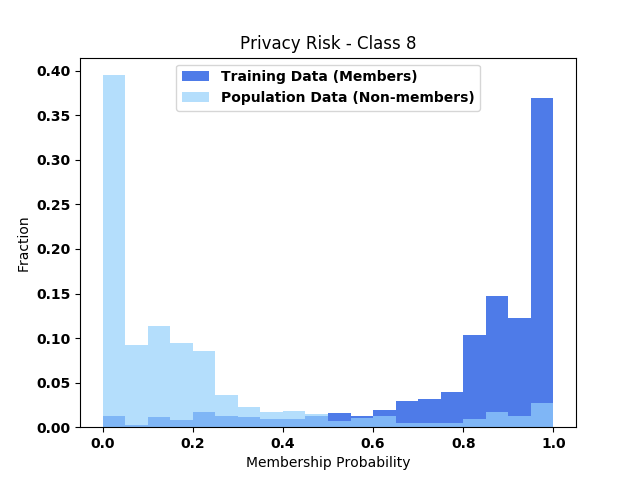 Privacy Risk - Class 8
Training Data (Members)
Population Data (Non-members)
0.40
0.35
0.30
0.25
0.20
0.15
0.10
0.05
0.00
Fraction
0.0 0.2 0.4 0.6 0.8 1.0
Membership Probability